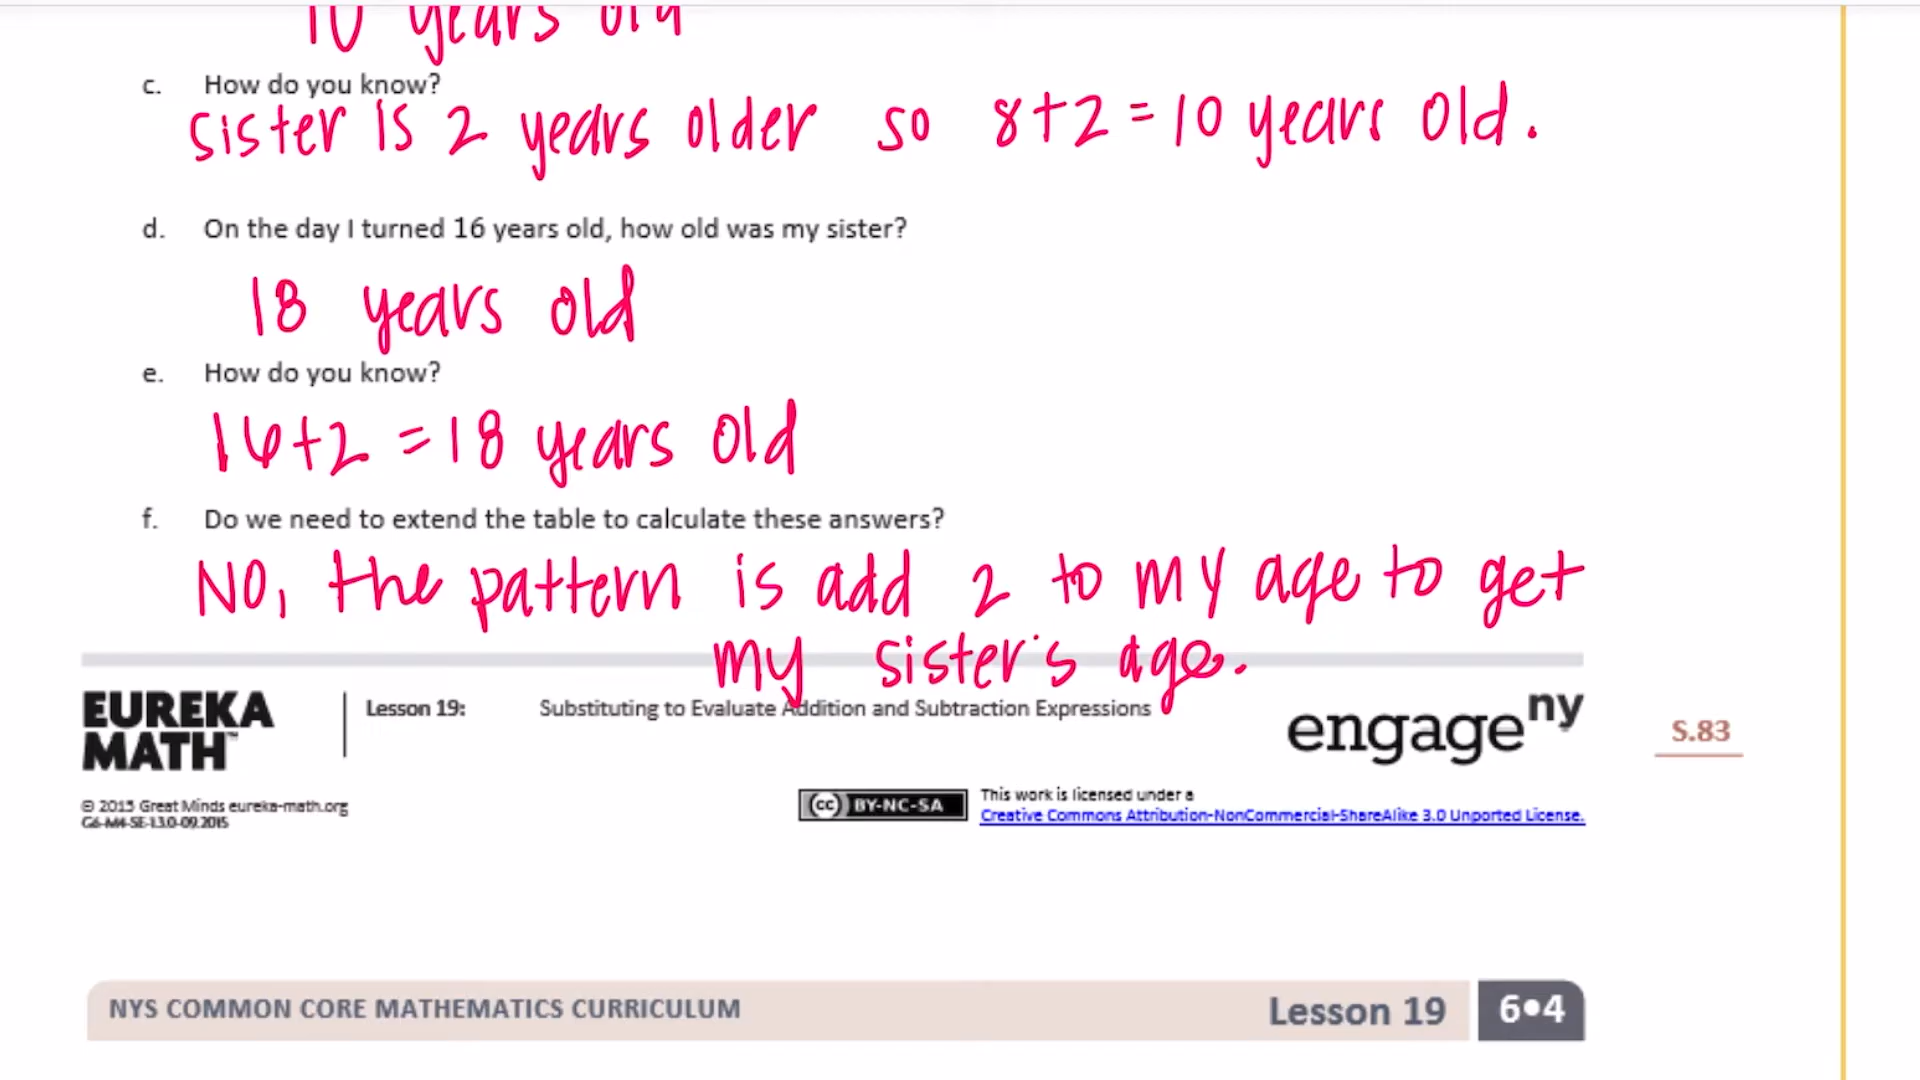 10 years old
c. How do you know?
sister is 2 years older so 8+2=10 years old.
d. On the day I turned 16 years old, how old was my sister?
18 years old
e. How do you know?
16+2=18 years old
f. Do we need to extend the table to calculate these answers?
NO, the pattern is add 2 to my age to get
my sister's age.
EUREKA
MATH™
Lesson 19: Substituting to Evaluate Addition and Subtraction Expressions
engage ny
S.83
© 2015 Great Minds eureka-math.org
G6-M4-SE-1.3.0-09.2015
cc BY-NC-SA
This work is licensed under a
Creative Commons Attribution-NonCommercial-ShareAlike 3.0 Unported License.
NYS COMMON CORE MATHEMATICS CURRICULUM
Lesson 19
6•4